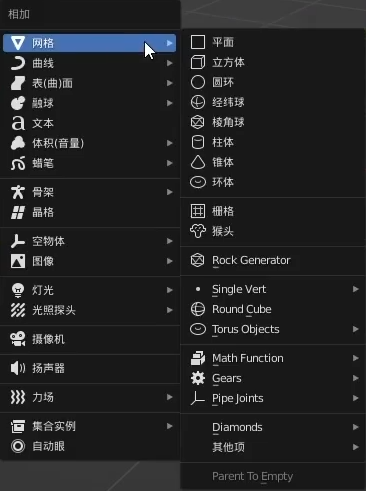 相加
网格
曲线
表(曲)面
融球
文本
体积(音量)
蜡笔
骨架
晶格
空物体
图像
灯光
光照探头
摄像机
扬声器
力场
集合实例
自动眼
平面
立方体
圆环
经纬球
棱角球
柱体
锥体
环体
栅格
猴头
Rock Generator
Single Vert
Round Cube
Torus Objects
Math Function
Gears
Pipe Joints
Diamonds
其他项
Parent To Empty